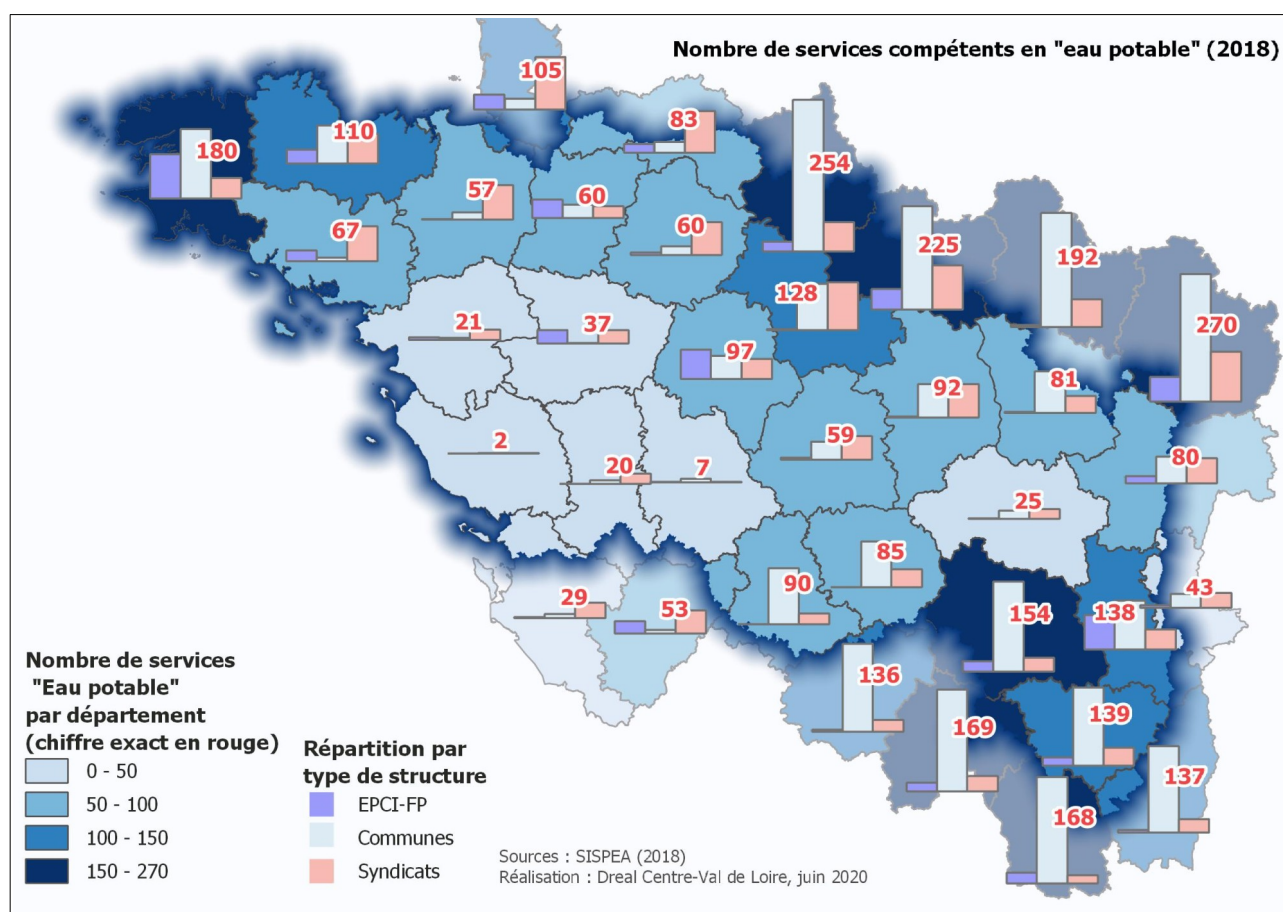 Nombre de services compétents en "eau potable" (2018)
105
83
110
180
254
57
60
60
67
225
192
128
270
21
37
97
92
81
59
2
20
7
80
25
85
90
43
29
53
154
138
136
169
139
137
168
Nombre de services
"Eau potable"
par département
(chiffre exact en rouge)
0 - 50
50 - 100
100 - 150
150 - 270
Répartition par
type de structure
EPCI-FP
Communes
Syndicats
Sources : SISPEA (2018)
Réalisation : Dreal Centre-Val de Loire, juin 2020